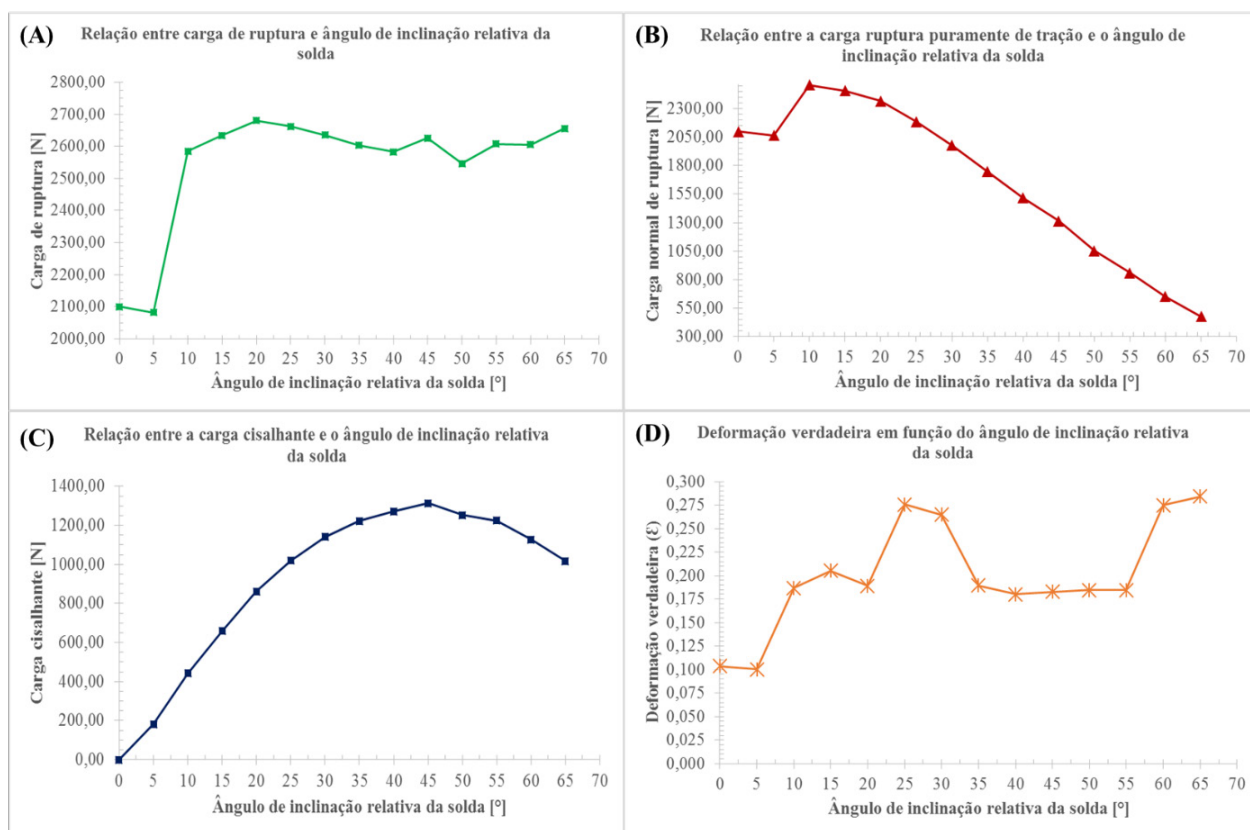 (A)
Relação entre carga de ruptura e ângulo de inclinação relativa da
solda
Carga de ruptura [N]
2800,00
2700,00
2600,00
2500,00
2400,00
2300,00
2200,00
2100,00
2000,00
0 5 10 15 20 25 30 35 40 45 50 55 60 65 70
Ângulo de inclinação relativa da solda [°]
(B)
Relação entre a carga ruptura puramente de tração e o ângulo de
inclinação relativa da solda
Carga normal de ruptura [N]
2300,00
2050,00
1800,00
1550,00
1300,00
1050,00
800,00
550,00
300,00
0 5 10 15 20 25 30 35 40 45 50 55 60 65 70
Ângulo de inclinação relativa da solda [°]
(C)
Relação entre a carga cisalhante e o ângulo de inclinação relativa
da solda
Carga cisalhante [N]
1400,00
1200,00
1000,00
800,00
600,00
400,00
200,00
0,00
0 5 10 15 20 25 30 35 40 45 50 55 60 65 70
Ângulo de inclinação relativa da solda [°]
(D)
Deformação verdadeira em função do ângulo de inclinação relativa
da solda
Deformação verdadeira (Ɛ)
0,300
0,275
0,250
0,225
0,200
0,175
0,150
0,125
0,100
0,075
0,050
0,025
0,000
0 5 10 15 20 25 30 35 40 45 50 55 60 65 70
Ângulo de inclinação relativa da solda [°]